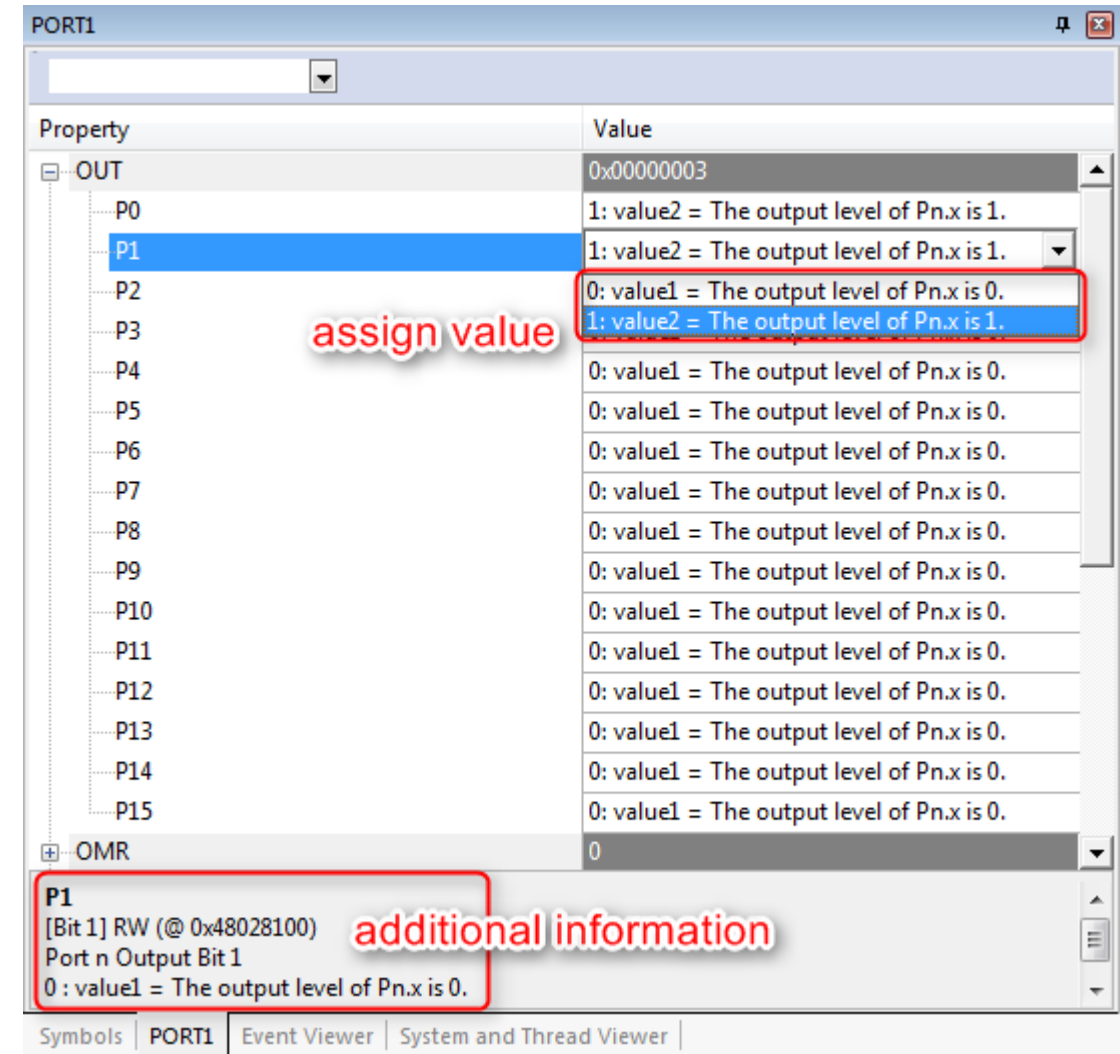 PORT1
Property Value
OUT 0x00000003
P0 1: value2 = The output level of Pn.x is 1.
P1 1: value2 = The output level of Pn.x is 1.
P2 0: value1 = The output level of Pn.x is 0.
1: value2 = The output level of Pn.x is 1.
P3
assign value
P4 0: value1 = The output level of Pn.x is 0.
P5 0: value1 = The output level of Pn.x is 0.
P6 0: value1 = The output level of Pn.x is 0.
P7 0: value1 = The output level of Pn.x is 0.
P8 0: value1 = The output level of Pn.x is 0.
P9 0: value1 = The output level of Pn.x is 0.
P10 0: value1 = The output level of Pn.x is 0.
P11 0: value1 = The output level of Pn.x is 0.
P12 0: value1 = The output level of Pn.x is 0.
P13 0: value1 = The output level of Pn.x is 0.
P14 0: value1 = The output level of Pn.x is 0.
P15 0: value1 = The output level of Pn.x is 0.
OMR 0
P1
[Bit 1] RW (@ 0x48028100)
additional information
Port n Output Bit 1
0 : value1 = The output level of Pn.x is 0.
Symbols PORT1 Event Viewer System and Thread Viewer